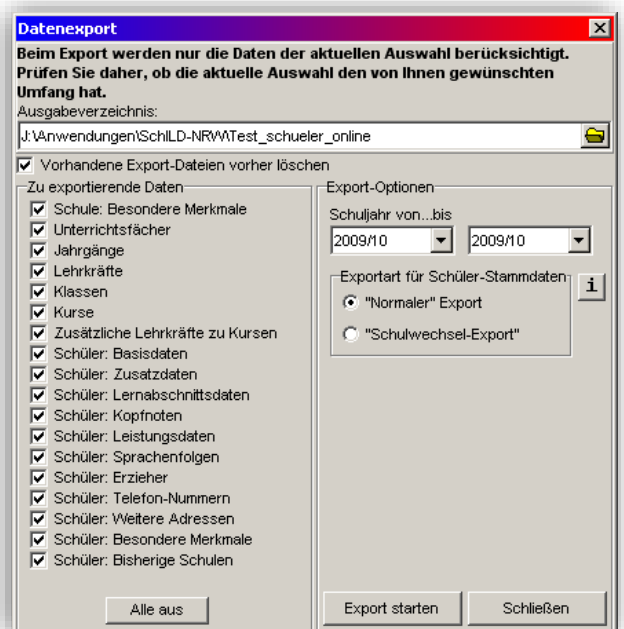 Datenexport
Beim Export werden nur die Daten der aktuellen Auswahl berücksichtigt.
Prüfen Sie daher, ob die aktuelle Auswahl den von Ihnen gewünschten
Umfang hat.
Ausgabeverzeichnis:
J:\Anwendungen\SchILD-NRW\Test_schueler_online
Vorhandene Export-Dateien vorher löschen
Zu exportierende Daten
Schule: Besondere Merkmale
Unterrichtsfächer
Jahrgänge
Lehrkräfte
Klassen
Kurse
Zusätzliche Lehrkräfte zu Kursen
Schüler: Basisdaten
Schüler: Zusatzdaten
Schüler: Lernabschnittsdaten
Schüler: Kopfnoten
Schüler: Leistungsdaten
Schüler: Sprachenfolgen
Schüler: Erzieher
Schüler: Telefon-Nummern
Schüler: Weitere Adressen
Schüler: Besondere Merkmale
Schüler: Bisherige Schulen
Alle aus
Export-Optionen
Schuljahr von...bis
2009/10 2009/10
Exportart für Schüler-Stammdaten
i
"Normaler" Export
"Schulwechsel-Export"
Export starten Schließen